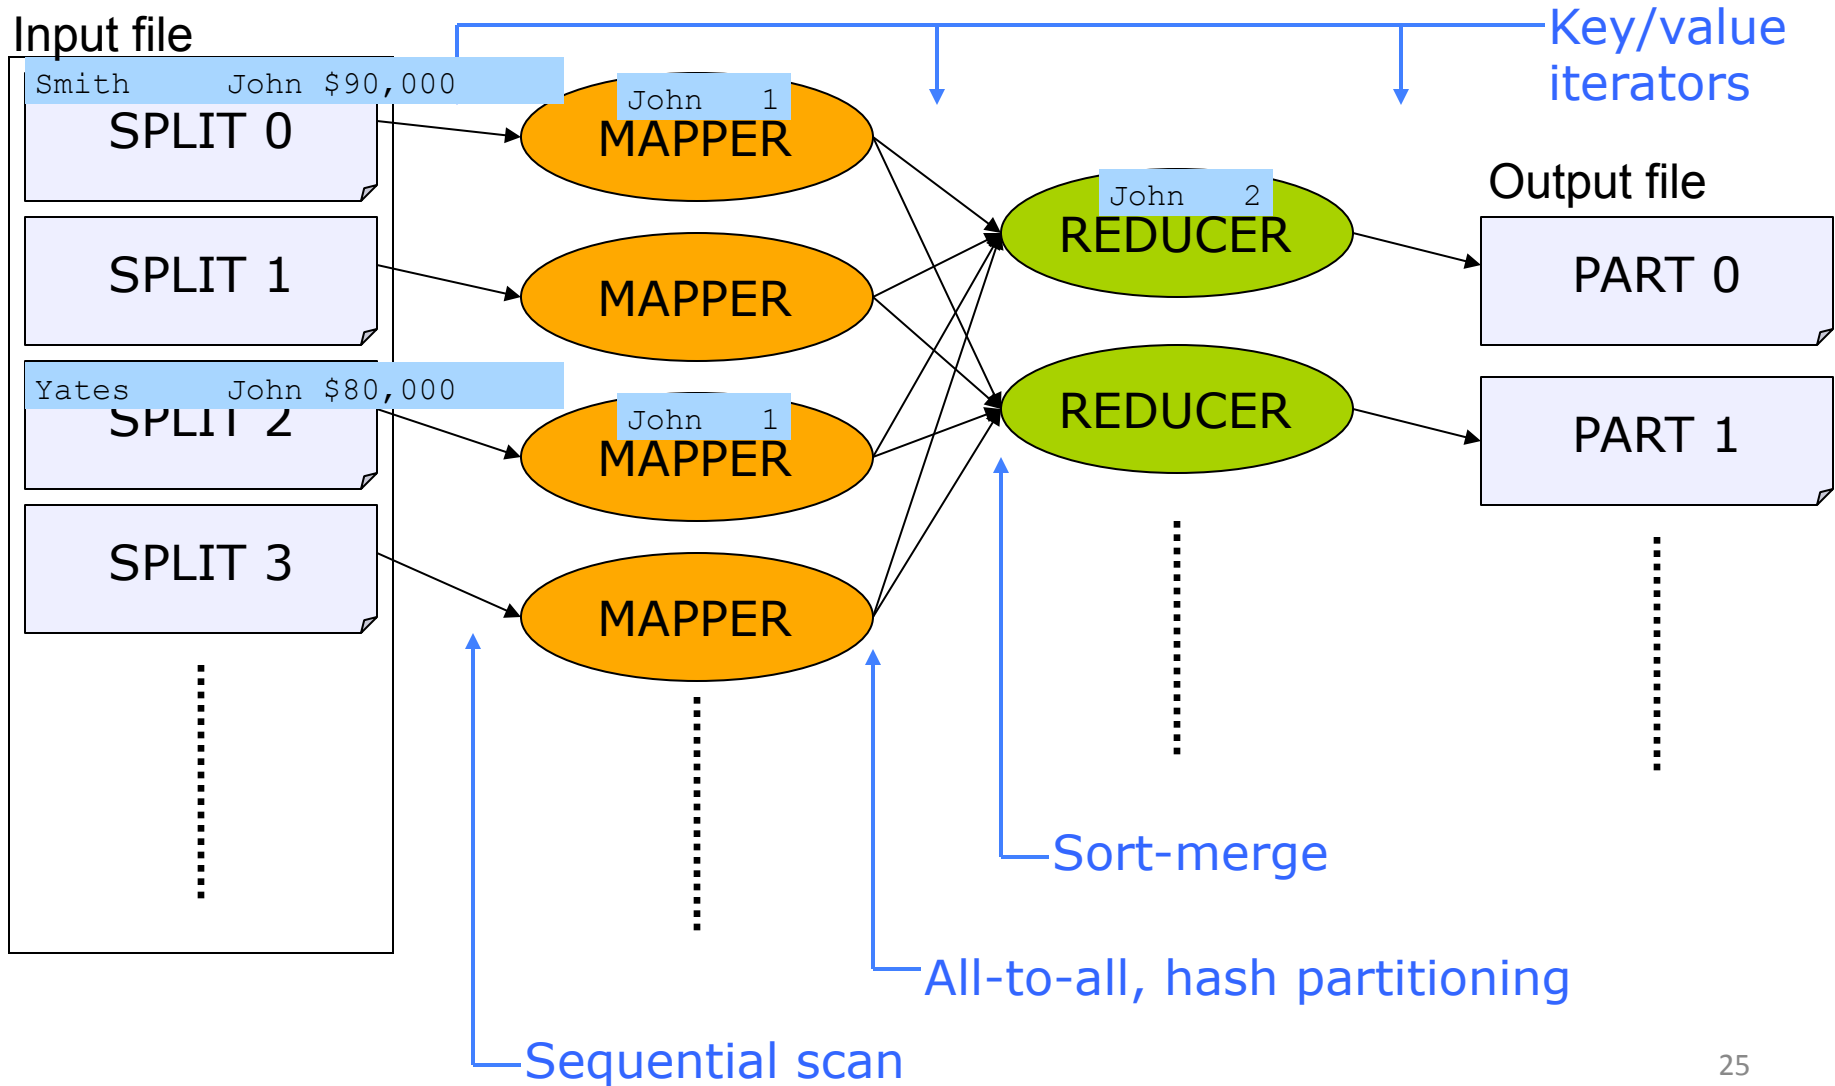 Input file
Key/value
iterators
Smith John $90,000
John 1
SPLIT 0
MAPPER
Output file
John 2
REDUCER
SPLIT 1
MAPPER
PART 0
Yates John $80,000
SPLIT 2
John 1
MAPPER
REDUCER
PART 1
SPLIT 3
MAPPER
Sort-merge
All-to-all, hash partitioning
Sequential scan
25